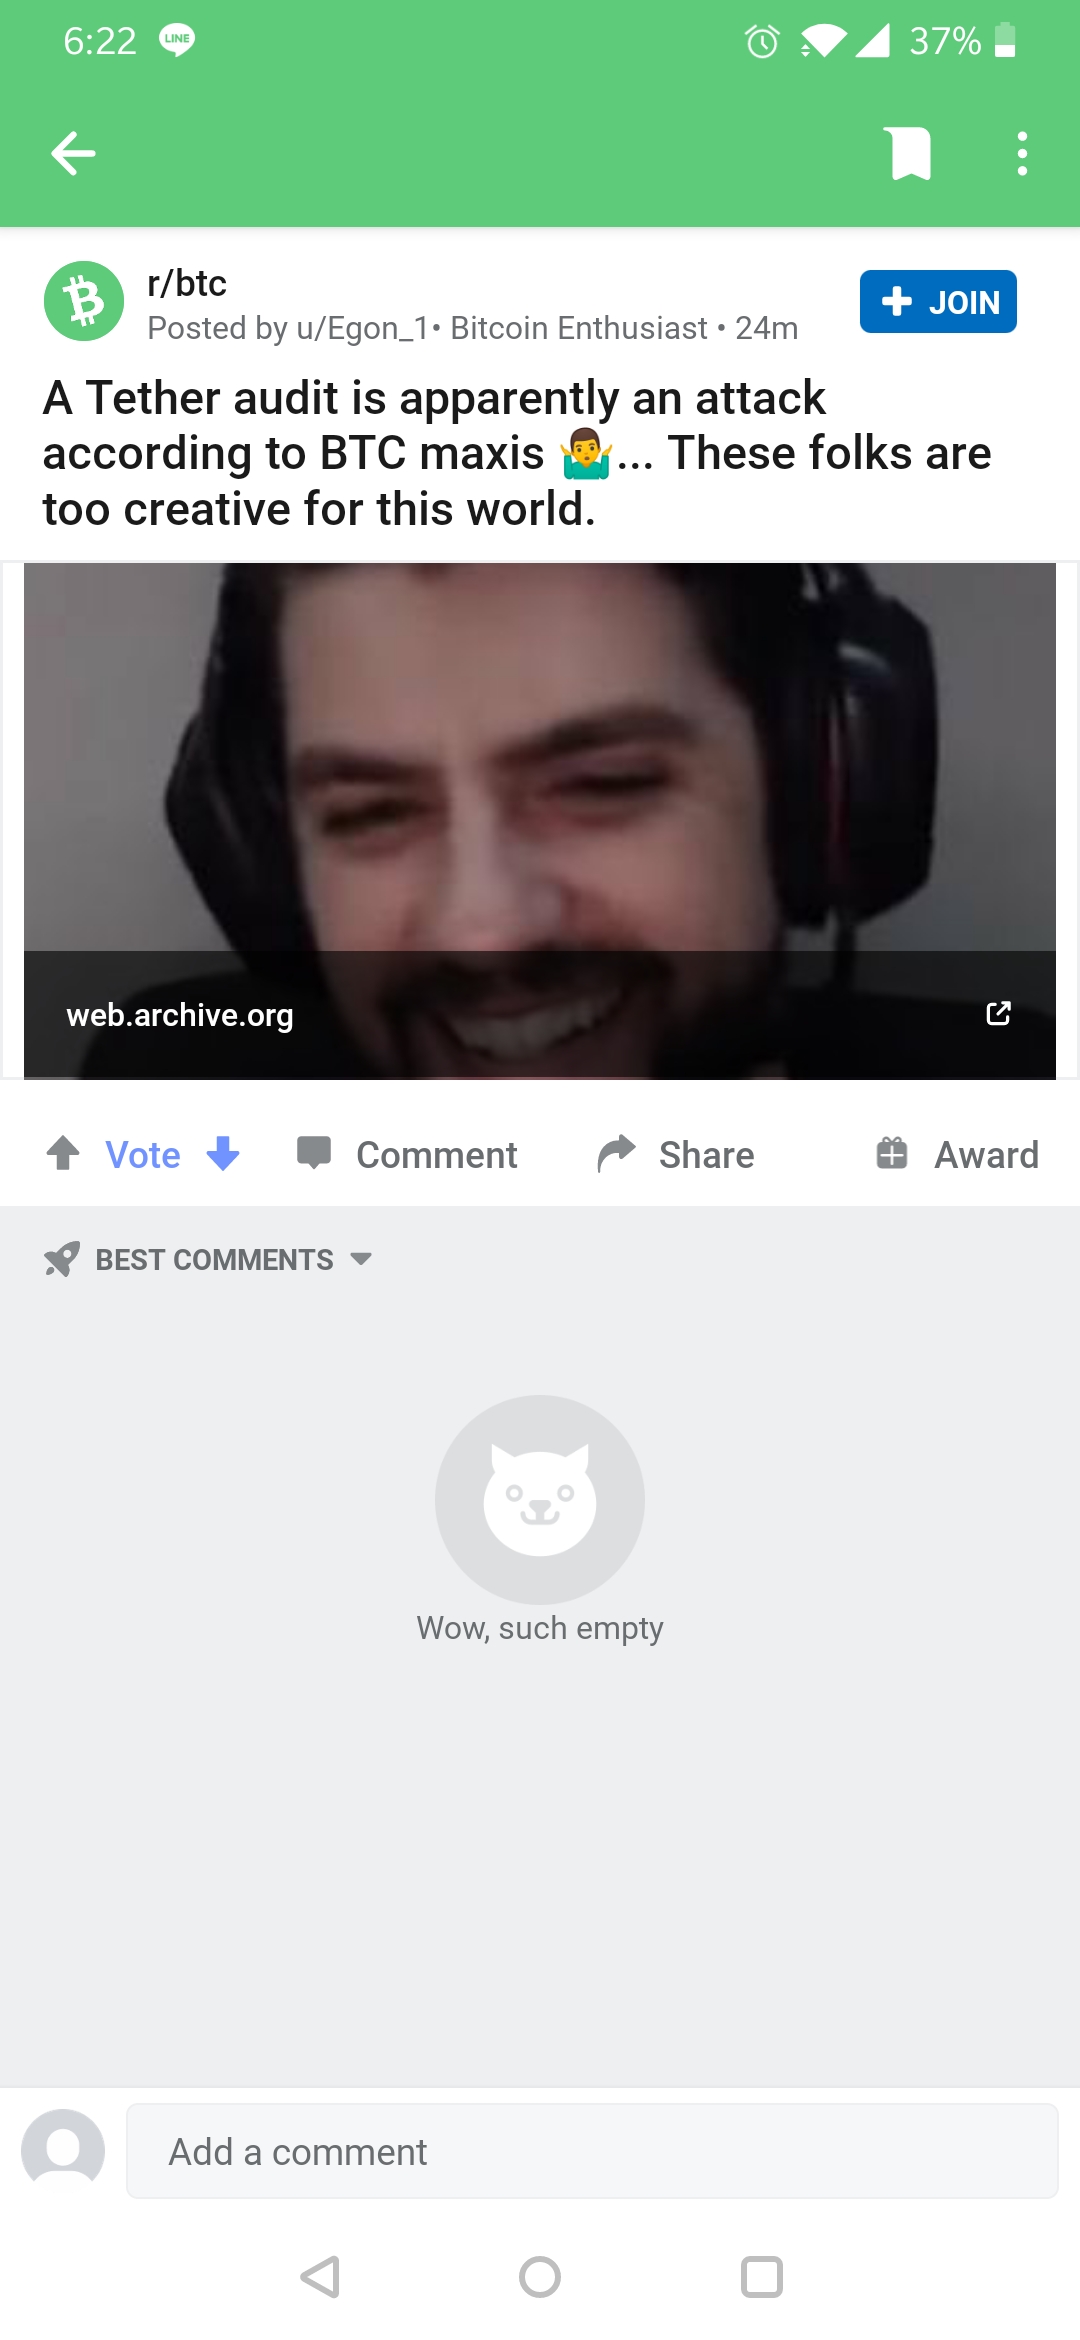 6:22 LINE 37%
r/btc
Posted by u/Egon_1• Bitcoin Enthusiast • 24m
JOIN
A Tether audit is apparently an attack
according to BTC maxis 🤷‍♂️... These folks are
too creative for this world.
web.archive.org
Vote Comment Share Award
BEST COMMENTS
Wow, such empty
Add a comment